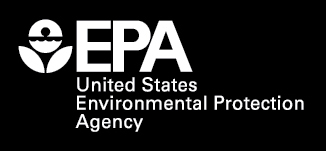 EPA
United States
Environmental Protection
Agency